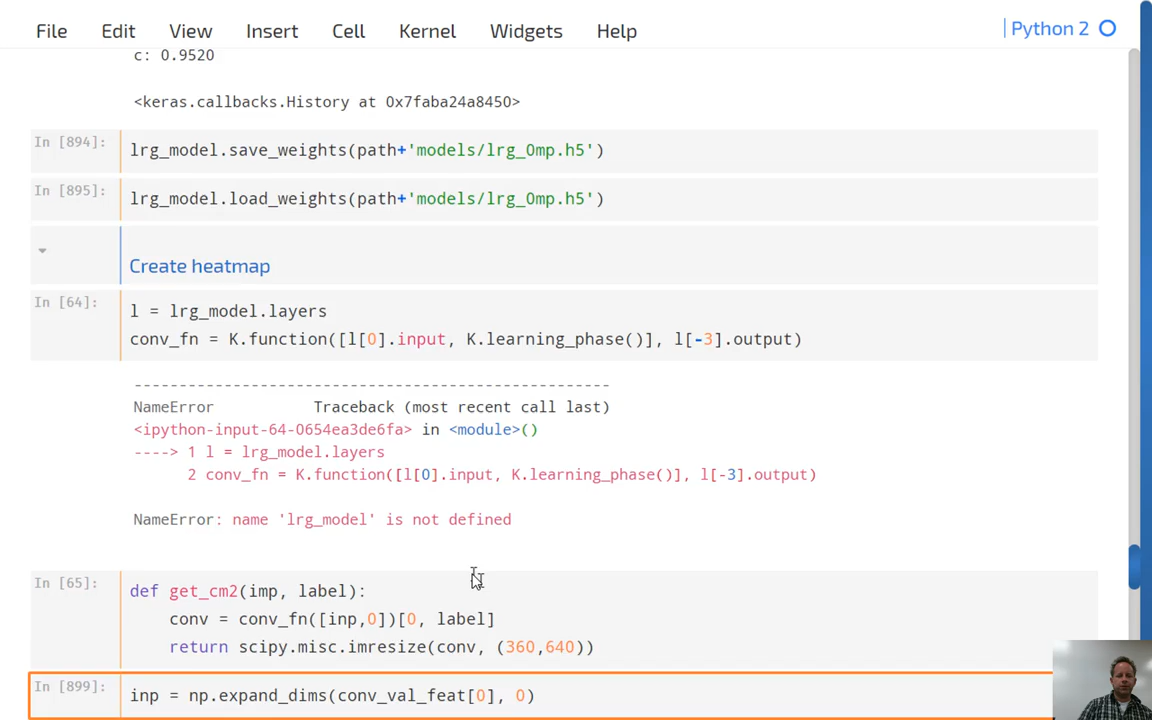 File Edit View Insert Cell Kernel Widgets Help Python 2
c: 0.9520
<keras.callbacks.History at 0x7faba24a8450>
In [894]: lrg_model.save_weights(path+'models/lrg_0mp.h5')
In [895]: lrg_model.load_weights(path+'models/lrg_0mp.h5')
Create heatmap
In [64]: l = lrg_model.layers
conv_fn = K.function([l[0].input, K.learning_phase()], l[-3].output)
---------------------------------------------------------------------------
NameError                                 Traceback (most recent call last)
<ipython-input-64-0654ea3de6fa> in <module>()
----> 1 l = lrg_model.layers
      2 conv_fn = K.function([l[0].input, K.learning_phase()], l[-3].output)
NameError: name 'lrg_model' is not defined
In [65]: def get_cm2(imp, label):
    conv = conv_fn([inp,0])[0, label]
    return scipy.misc.imresize(conv, (360,640))
In [899]: inp = np.expand_dims(conv_val_feat[0], 0)